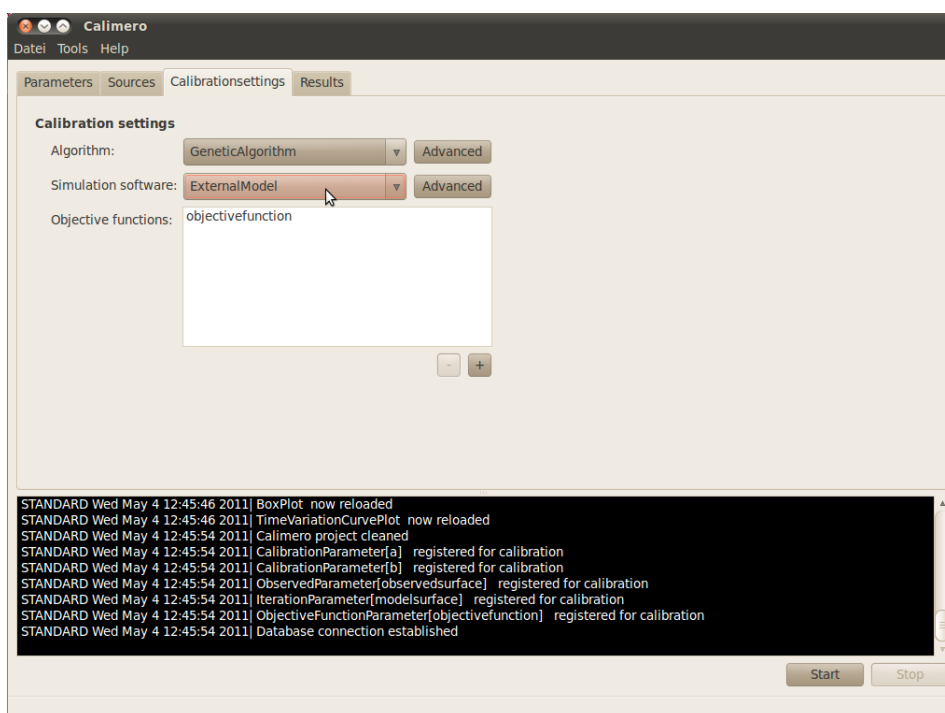 Calimero
Datei Tools Help
Parameters Sources Calibrationsettings Results
Calibration settings
Algorithm: GeneticAlgorithm Advanced
Simulation software: ExternalModel Advanced
Objective functions: objectivefunction
- +
STANDARD Wed May 4 12:45:46 2011| BoxPlot now reloaded
STANDARD Wed May 4 12:45:46 2011| TimeVariationCurvePlot now reloaded
STANDARD Wed May 4 12:45:54 2011| Calimero project cleaned
STANDARD Wed May 4 12:45:54 2011| CalibrationParameter[a] registered for calibration
STANDARD Wed May 4 12:45:54 2011| CalibrationParameter[b] registered for calibration
STANDARD Wed May 4 12:45:54 2011| ObservedParameter[observedsurface] registered for calibration
STANDARD Wed May 4 12:45:54 2011| IterationParameter[modelsurface] registered for calibration
STANDARD Wed May 4 12:45:54 2011| ObjectiveFunctionParameter[objectivefunction] registered for calibration
STANDARD Wed May 4 12:45:54 2011| Database connection established
Start Stop